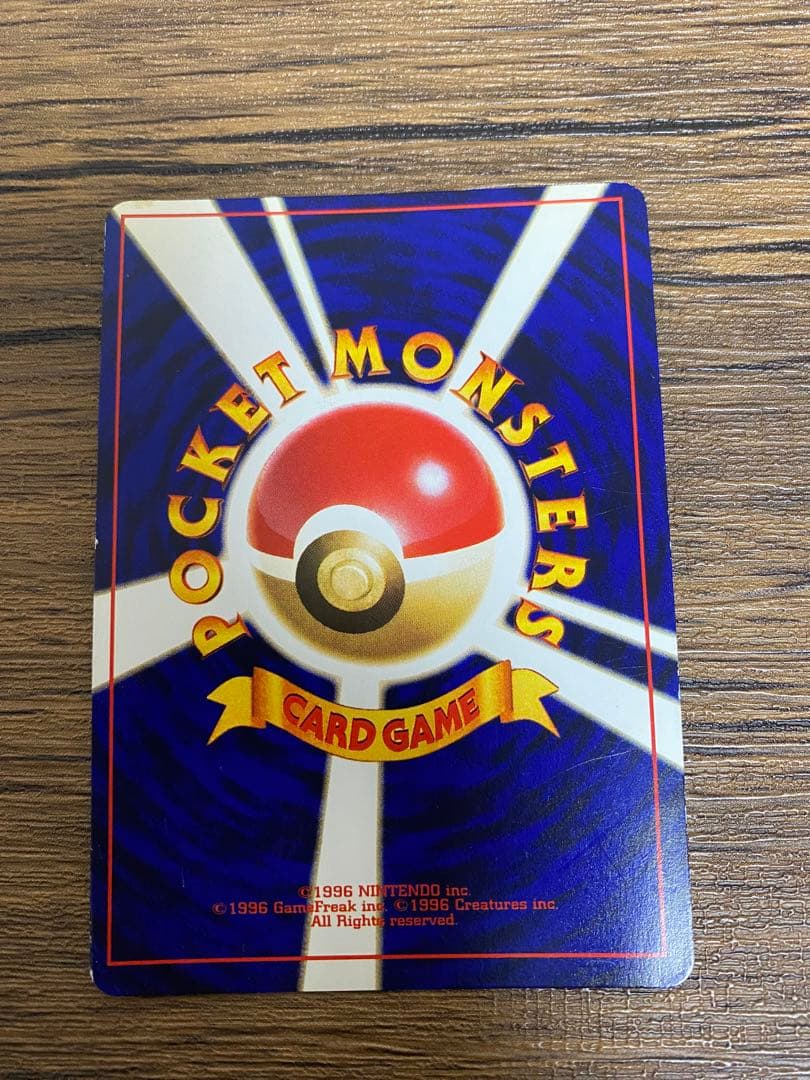 POCKET MONSTERS
CARD GAME
©1996 NINTENDO inc.
©1996 GameFreak inc. ©1996 Creatures inc.
All Rights reserved.